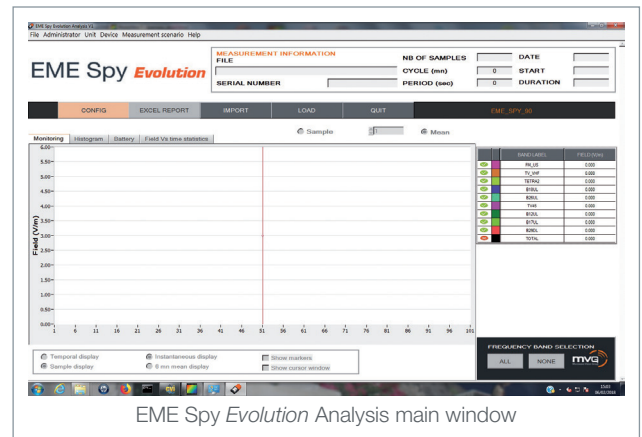 EME Spy Evolution Analysis V1
File Administrator Unit Device Measurement scenario Help
EME Spy Evolution
MEASUREMENT INFORMATION
FILE
SERIAL NUMBER
NB OF SAMPLES
CYCLE (mn) 0
PERIOD (sec) 0
DATE
START
DURATION
CONFIG EXCEL REPORT IMPORT LOAD QUIT EME_SPY_90
Sample 1 Mean
Monitoring Histogram Battery Field Vs time statistics
Field (V/m)
6.00
5.50
5.00
4.50
4.00
3.50
3.00
2.50
2.00
1.50
1.00
0.50
0.00
1 6 11 16 21 26 31 36 41 46 51 56 61 66 71 76 81 86 91 96 101
BAND LABEL FIELD (V/m)
FM_US 0.000
TV_VHF 0.000
TETRA3 0.000
0.000
0.000
0.000
B12UL 0.000
B17UL 0.000
0.000
TOTAL 0.000
Temporal display Instantaneous display Show markers
Sample display 6 mn mean display Show cursor window
FREQUENCY BAND SELECTION
ALL NONE mvg
EME Spy Evolution Analysis main window